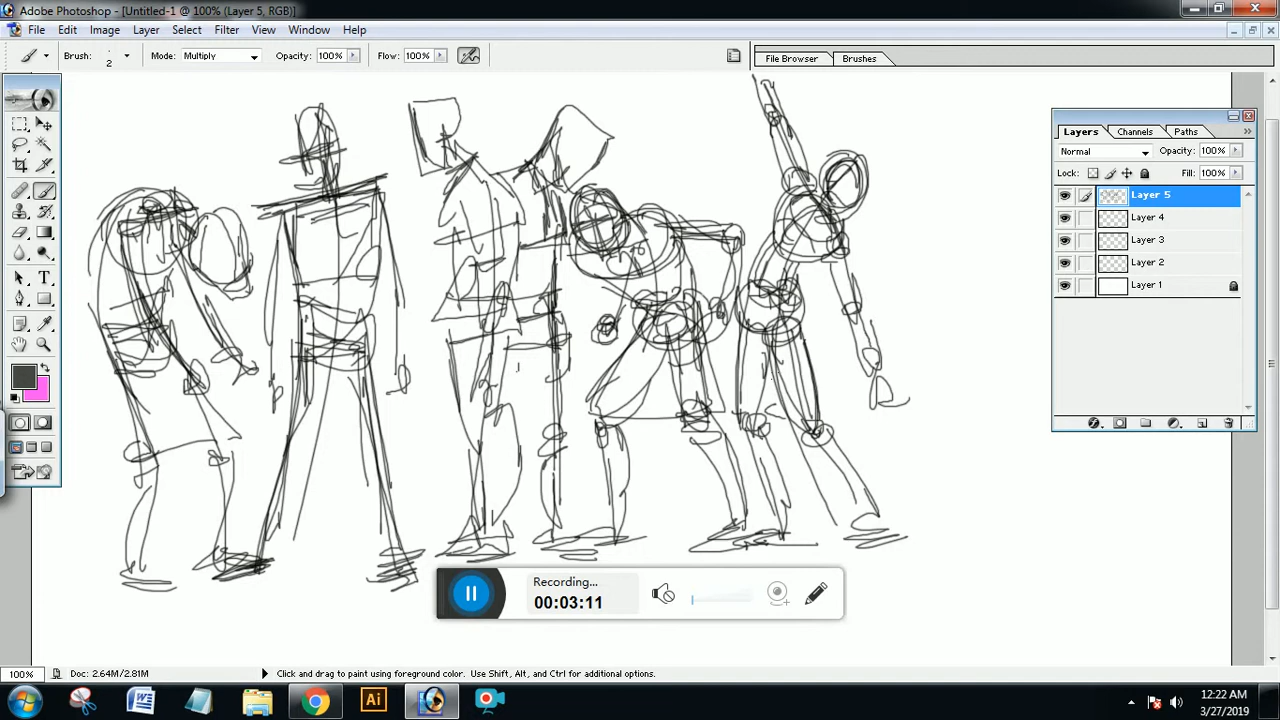 Adobe Photoshop - [Untitled-1 @ 100% (Layer 5, RGB)]
File Edit Image Layer Select Filter View Window Help
Brush: 2 Mode: Multiply Opacity: 100% Flow: 100% File Browser Brushes
Layers Channels Paths
Normal Opacity: 100%
Lock: Fill: 100%
Layer 5
Layer 4
Layer 3
Layer 2
Layer 1
Recording...
00:03:11
100% Doc: 2.64M/2.81M Click and drag to paint using foreground color. Use Shift, Alt, and Ctrl for additional options.
Ai
12:22 AM
3/27/2019